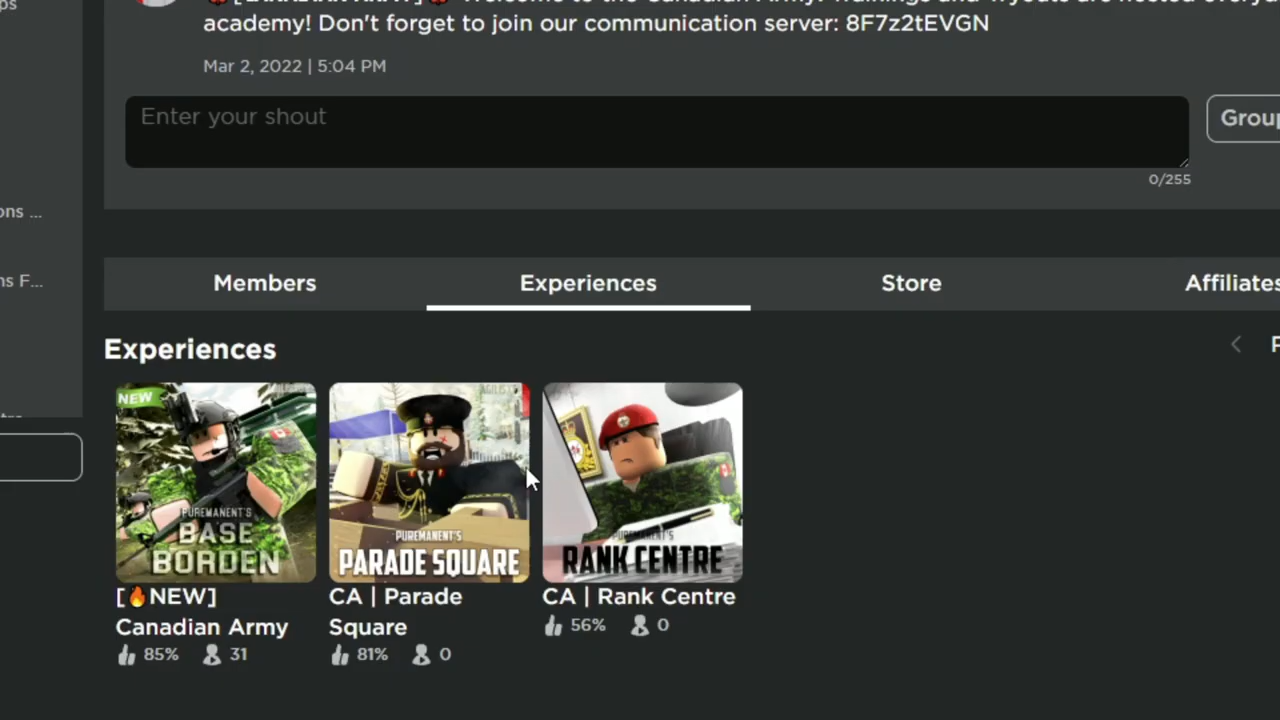 academy! Don't forget to join our communication server: 8F7z2tEVGN
Mar 2, 2022 | 5:04 PM
Enter your shout
Group
0/255
ons ...
ns F...
Members Experiences Store Affiliates
Experiences
NEW
PUREMANENT'S
BASE
BORDEN
PUREMANENT'S
PARADE SQUARE
PUREMANENT'S
RANK CENTRE
[🔥NEW]
Canadian Army
85% 31
CA | Parade
Square
81% 0
CA | Rank Centre
56% 0